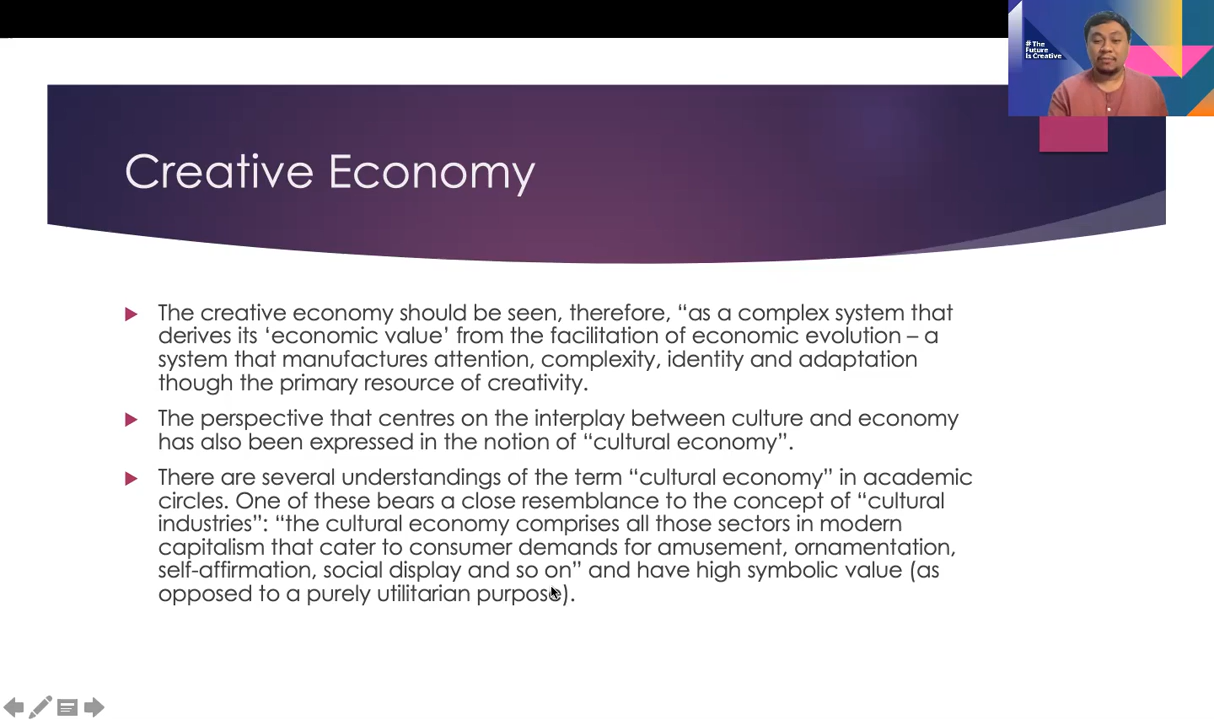 # The
Future
is Creative
Creative Economy
The creative economy should be seen, therefore, “as a complex system that
derives its ‘economic value’ from the facilitation of economic evolution – a
system that manufactures attention, complexity, identity and adaptation
though the primary resource of creativity.
The perspective that centres on the interplay between culture and economy
has also been expressed in the notion of “cultural economy”.
There are several understandings of the term “cultural economy” in academic
circles. One of these bears a close resemblance to the concept of “cultural
industries”: “the cultural economy comprises all those sectors in modern
capitalism that cater to consumer demands for amusement, ornamentation,
self-affirmation, social display and so on” and have high symbolic value (as
opposed to a purely utilitarian purpose).